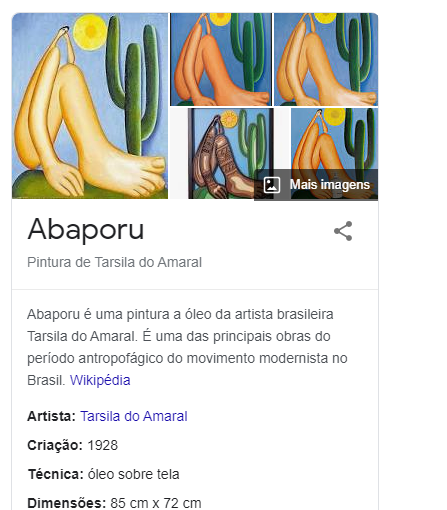 Mais imagens
Abaporu
Pintura de Tarsila do Amaral
Abaporu é uma pintura a óleo da artista brasileira
Tarsila do Amaral. É uma das principais obras do
período antropofágico do movimento modernista no
Brasil. Wikipédia
Artista: Tarsila do Amaral
Criação: 1928
Técnica: óleo sobre tela
Dimensões: 85 cm x 72 cm